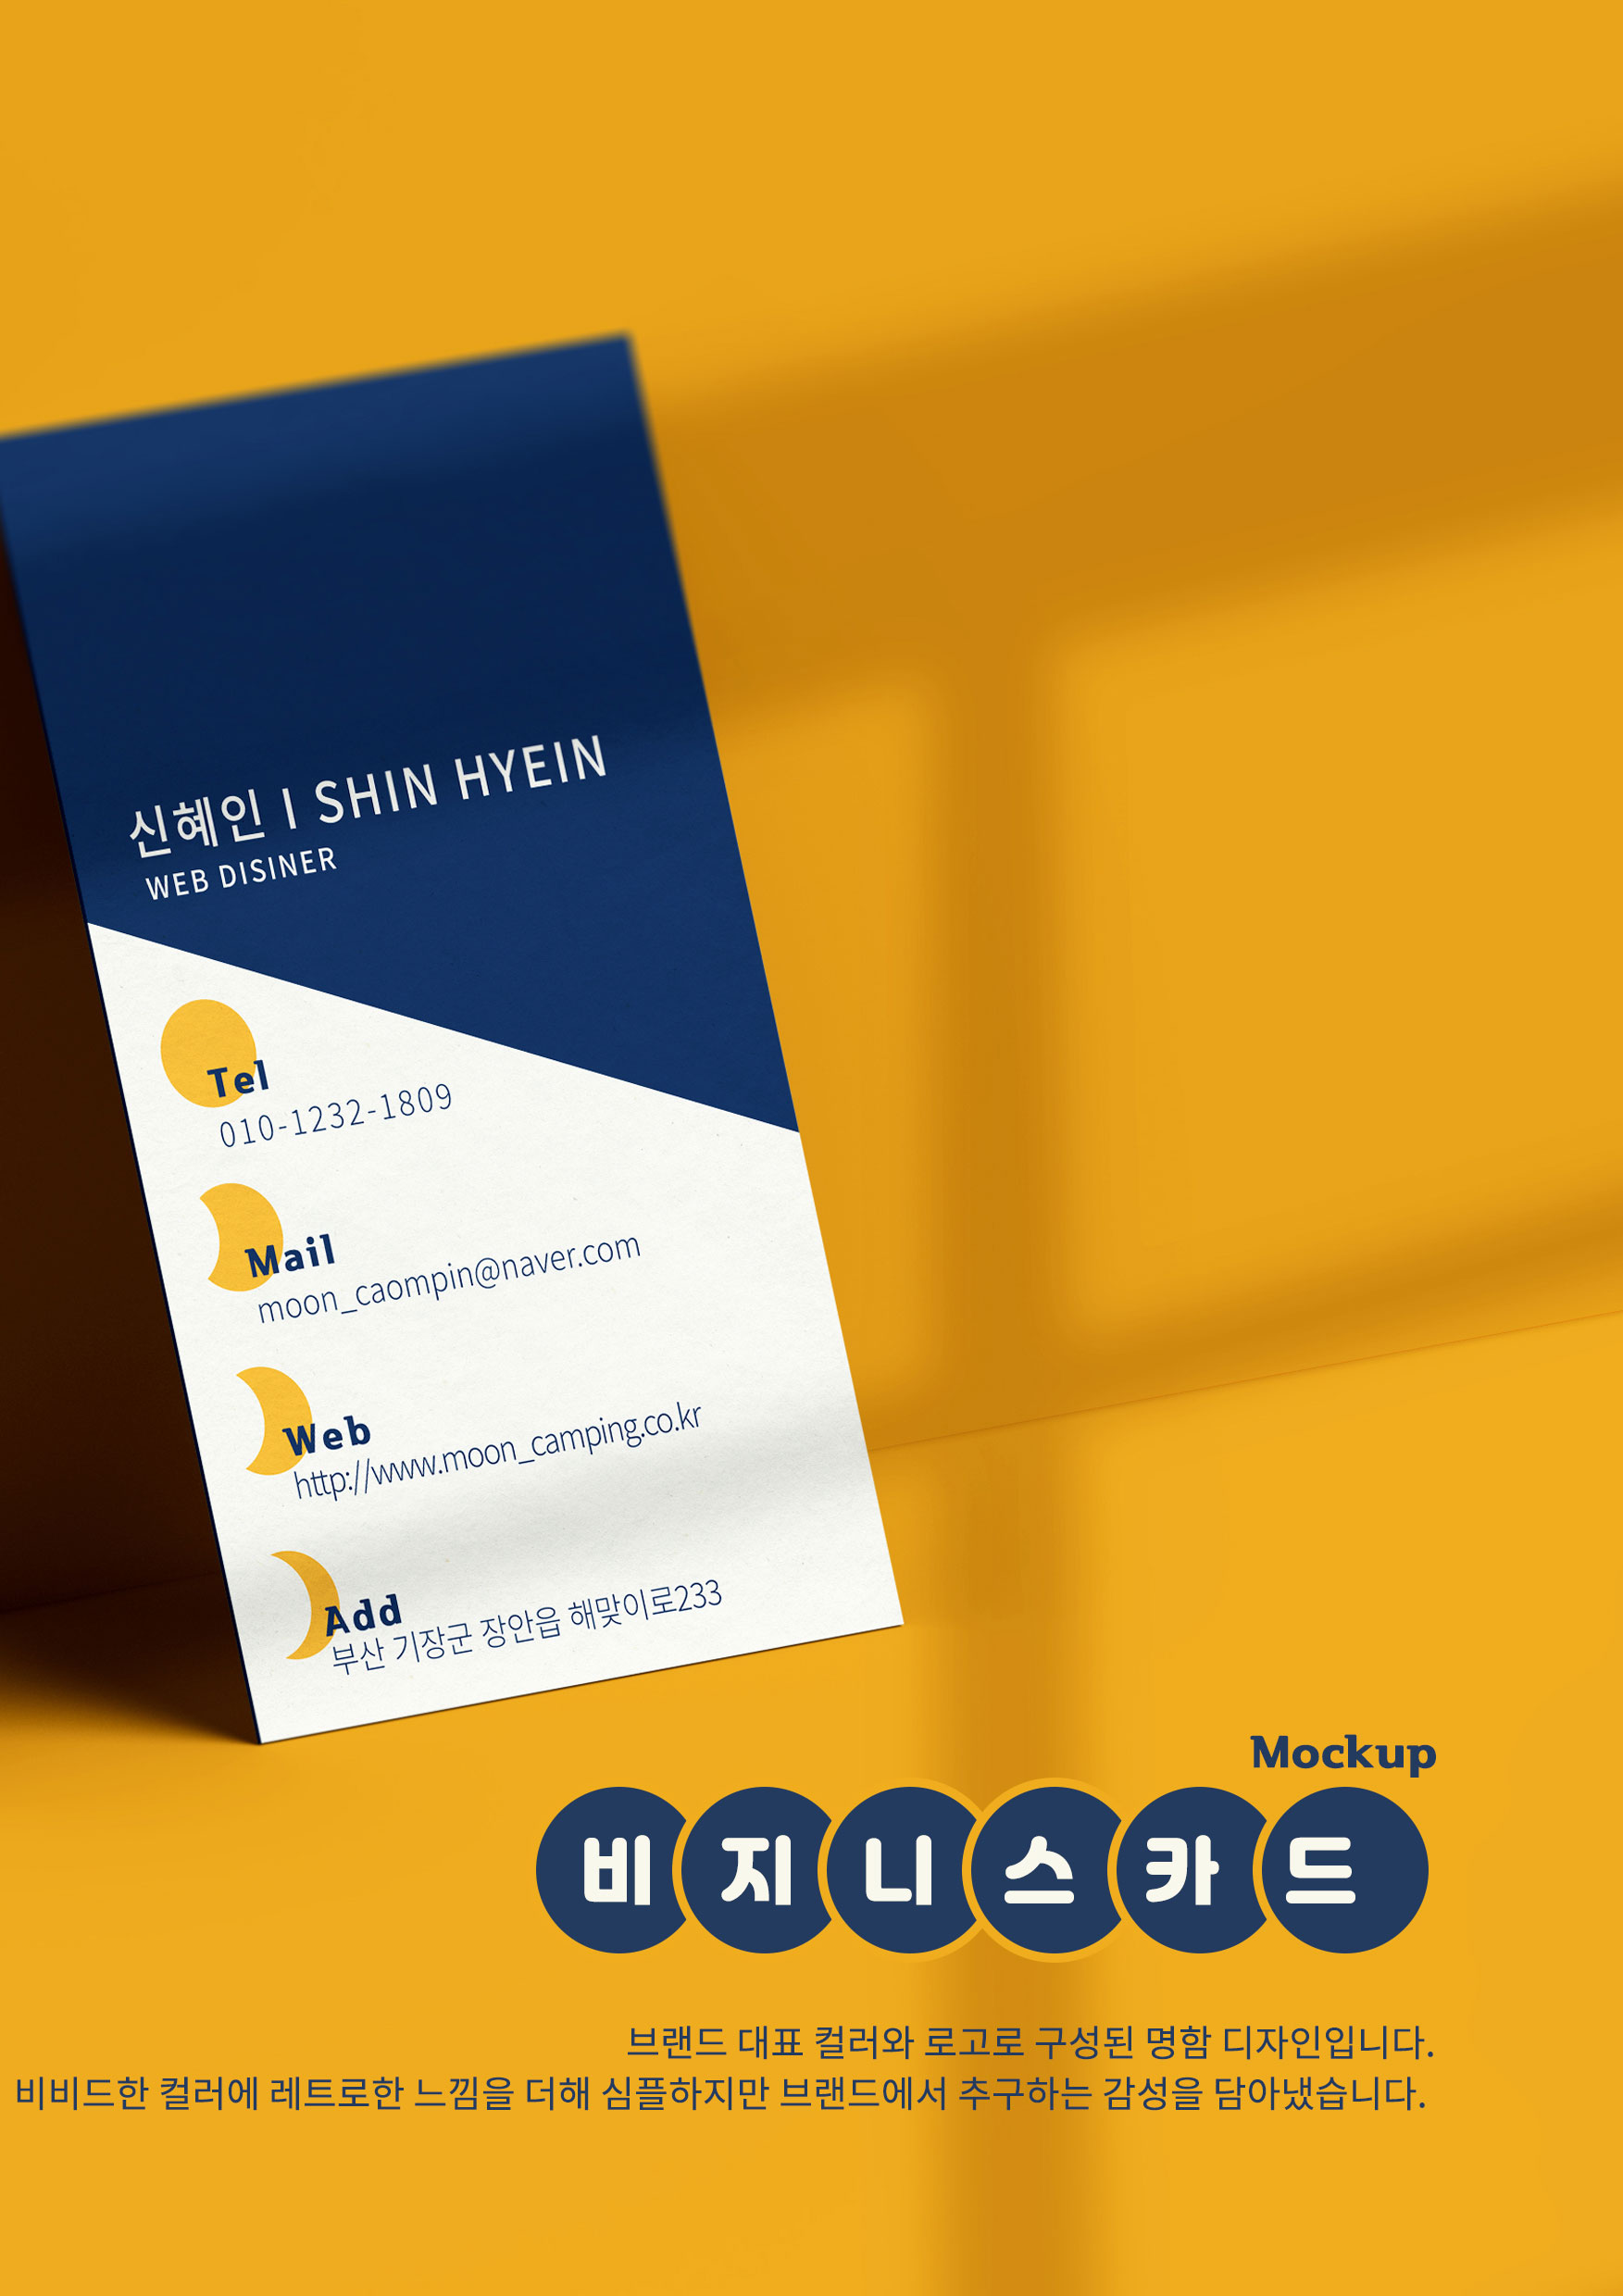 신혜인 I SHIN HYEIN
WEB DISINER
Tel
010-1232-1809
Mail
moon_caompin@naver.com
Web
http://www.moon_camping.co.kr
Add
부산 기장군 장안읍 해맞이로233
Mockup
비지니스카드
브랜드 대표 컬러와 로고로 구성된 명함 디자인입니다.
비비드한 컬러에 레트로한 느낌을 더해 심플하지만 브랜드에서 추구하는 감성을 담아냈습니다.